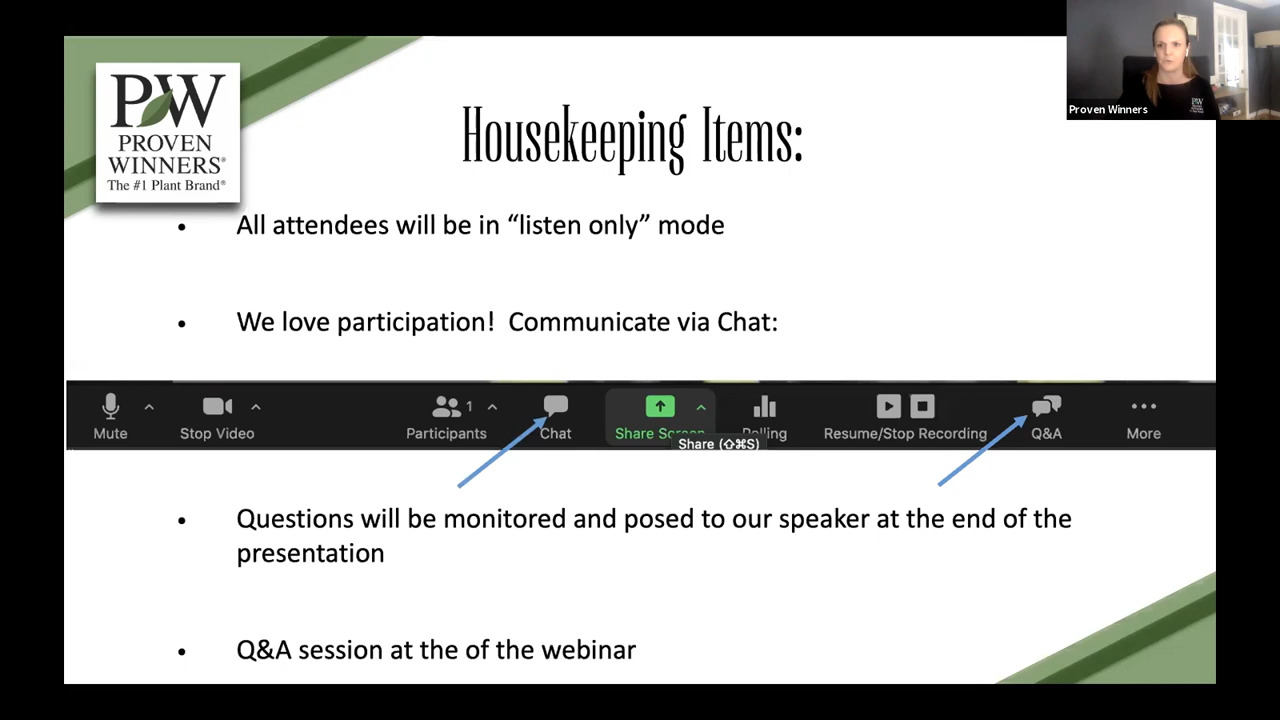 PW
PROVEN
WINNERS®
The #1 Plant Brand®
Housekeeping Items:
PW
Proven Winners
• All attendees will be in “listen only” mode
• We love participation!  Communicate via Chat:
Mute
Stop Video
1
Participants
Chat
Share Screen
Share (⇧⌘S)
Polling
Resume/Stop Recording
Q&A
More
• Questions will be monitored and posed to our speaker at the end of the
presentation
• Q&A session at the of the webinar